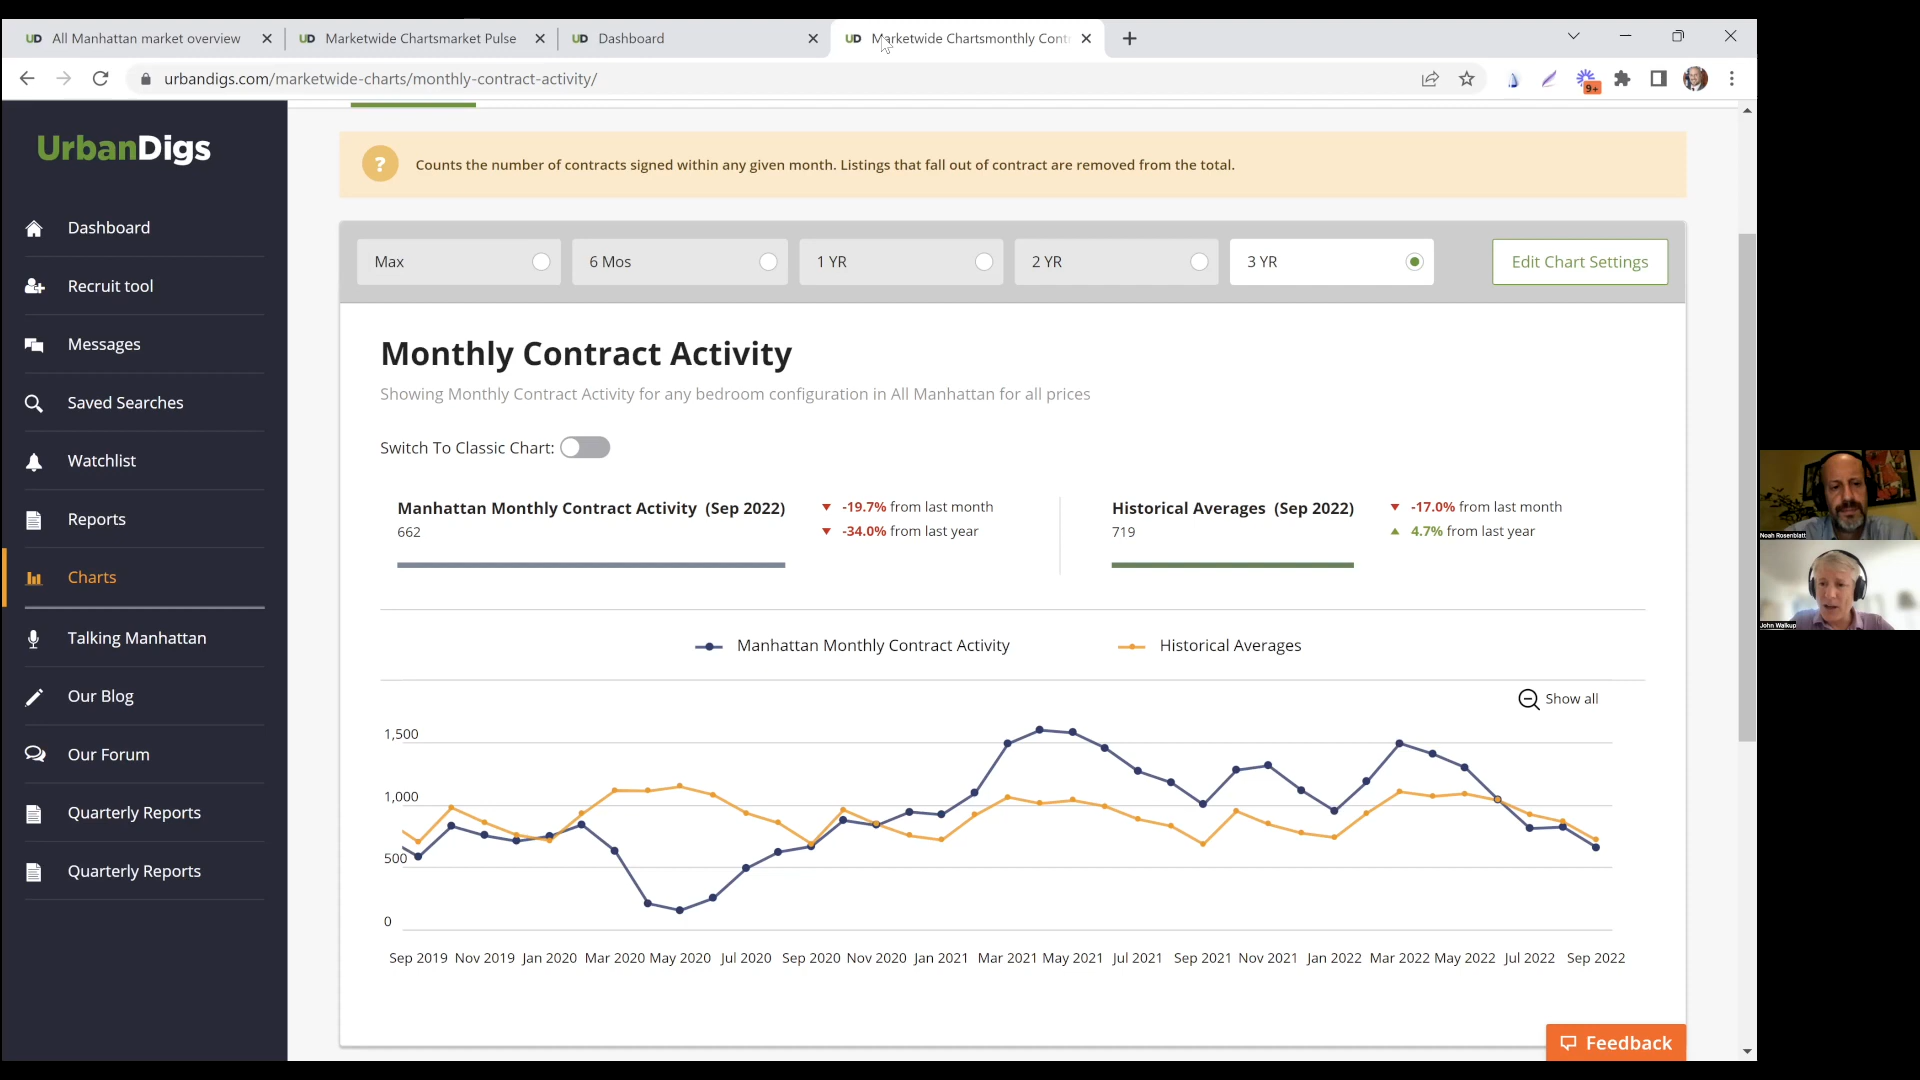 UD All Manhattan market overview
UD Marketwide Chartsmarket Pulse
UD Dashboard
UD Marketwide Chartsmonthly Cont
urbandigs.com/marketwide-charts/monthly-contract-activity/
9+
UrbanDigs
Dashboard
Recruit tool
Messages
Saved Searches
Watchlist
Reports
Charts
Talking Manhattan
Our Blog
Our Forum
Quarterly Reports
Quarterly Reports
? Counts the number of contracts signed within any given month. Listings that fall out of contract are removed from the total.
Max 6 Mos 1 YR 2 YR 3 YR Edit Chart Settings
Monthly Contract Activity
Showing Monthly Contract Activity for any bedroom configuration in All Manhattan for all prices
Switch To Classic Chart:
Manhattan Monthly Contract Activity (Sep 2022)
662
-19.7% from last month
-34.0% from last year
Historical Averages (Sep 2022)
719
-17.0% from last month
4.7% from last year
Manhattan Monthly Contract Activity Historical Averages
Show all
1,500
1,000
500
0
Sep 2019 Nov 2019 Jan 2020 Mar 2020 May 2020 Jul 2020 Sep 2020 Nov 2020 Jan 2021 Mar 2021 May 2021 Jul 2021 Sep 2021 Nov 2021 Jan 2022 Mar 2022 May 2022 Jul 2022 Sep 2022
Feedback
Noah Rosenblatt
John Walkup